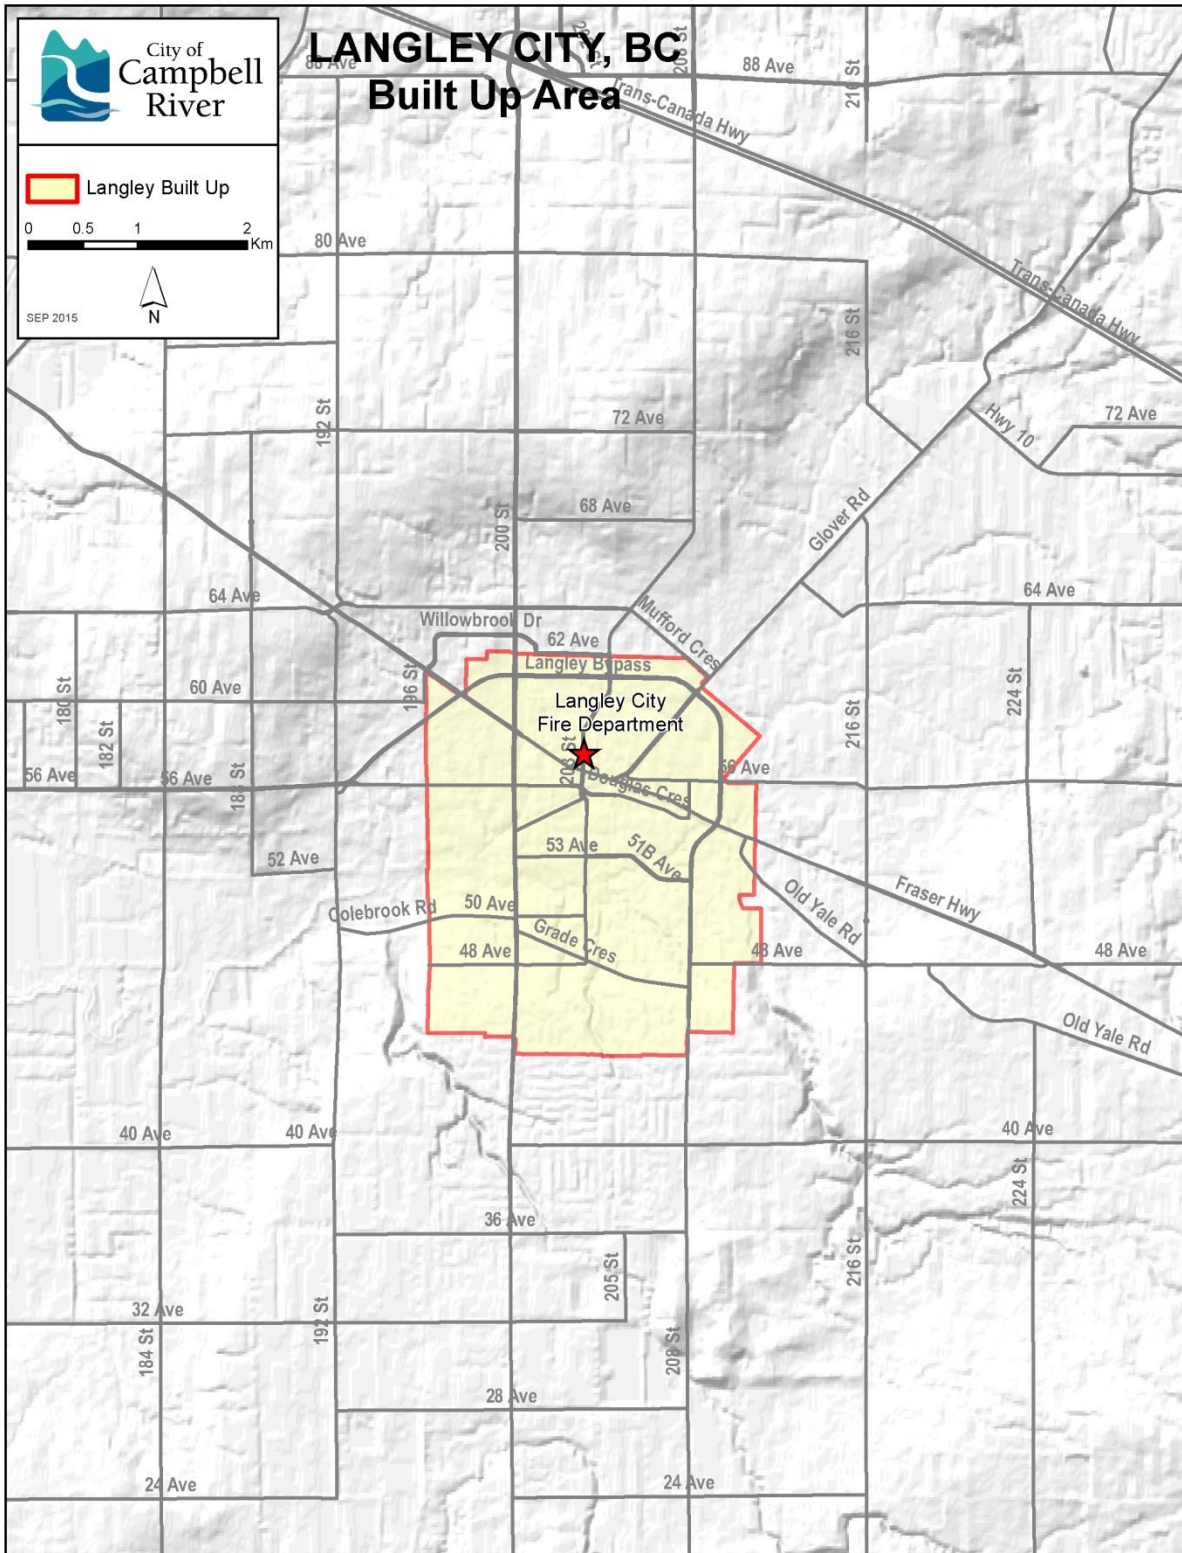 City of
Campbell
River
LANGLEY CITY, BC
Built Up Area
Langley Built Up
0 0.5 1 2
Km
N
SEP 2015
88 Ave
88 Ave
208 St
216 St
Trans-Canada Hwy
80 Ave
Trans-Canada Hwy
216 St
192 St
72 Ave
Hwy 10
72 Ave
68 Ave
200 St
Glover Rd
64 Ave
64 Ave
Willowbrook Dr
Mufford Cres
62 Ave
Langley Bypass
180 St
60 Ave
196 St
224 St
Langley City
Fire Department
182 St
216 St
203 St
56 Ave
56 Ave
56 Ave
188 St
Douglas Cres
53 Ave
51B Ave
52 Ave
Old Yale Rd
Fraser Hwy
Colebrook Rd
50 Ave
Grade Cres
48 Ave
48 Ave
48 Ave
Old Yale Rd
40 Ave
40 Ave
40 Ave
224 St
36 Ave
205 St
216 St
32 Ave
184 St
192 St
208 St
28 Ave
24 Ave
24 Ave